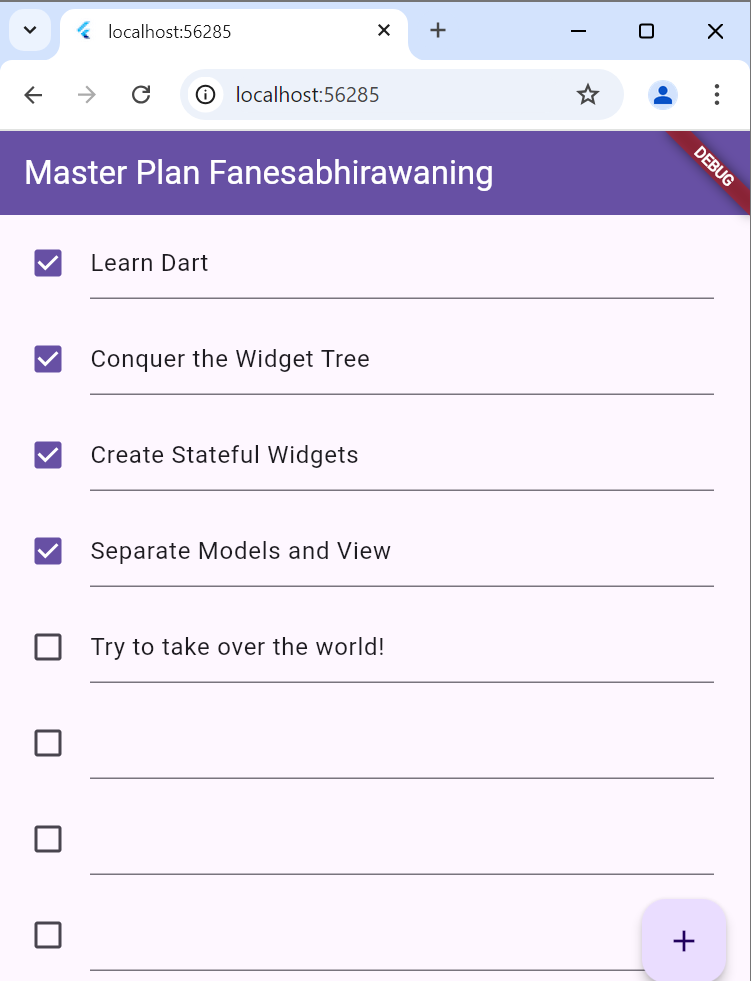 localhost:56285
localhost:56285
Master Plan Fanesabhirawaning
DEBUG
Learn Dart
Conquer the Widget Tree
Create Stateful Widgets
Separate Models and View
Try to take over the world!